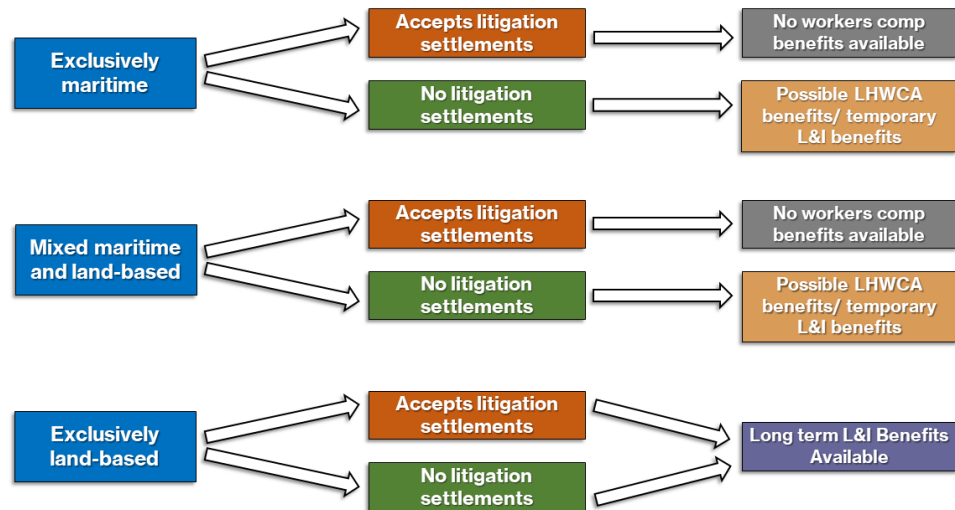 Accepts litigation
settlements
No workers comp
benefits available
Exclusively
maritime
No litigation
settlements
Possible LHWCA
benefits/ temporary
L&I benefits
Accepts litigation
settlements
No workers comp
benefits available
Mixed maritime
and land-based
No litigation
settlements
Possible LHWCA
benefits/ temporary
L&I benefits
Accepts litigation
settlements
Exclusively
land-based
Long term L&I Benefits
Available
No litigation
settlements